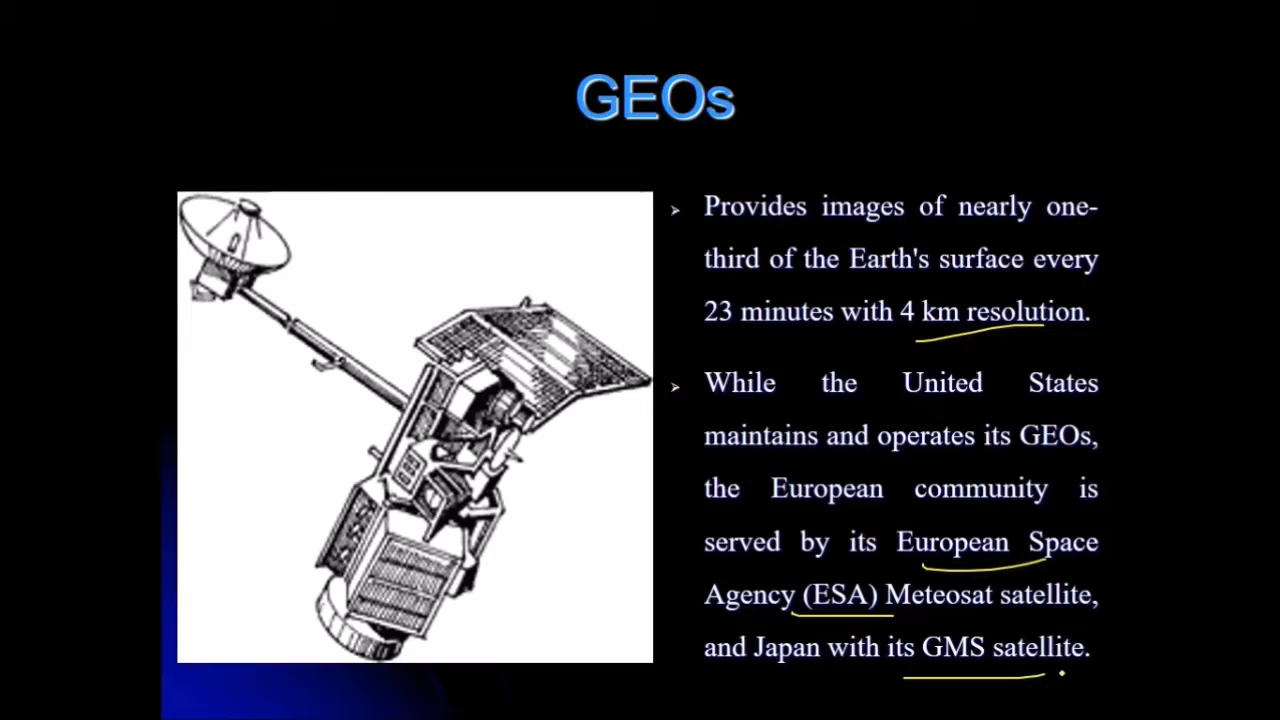 GEOs
Provides images of nearly one-
third of the Earth's surface every
23 minutes with 4 km resolution.
While the United States
maintains and operates its GEOs,
the European community is
served by its European Space
Agency (ESA) Meteosat satellite,
and Japan with its GMS satellite.